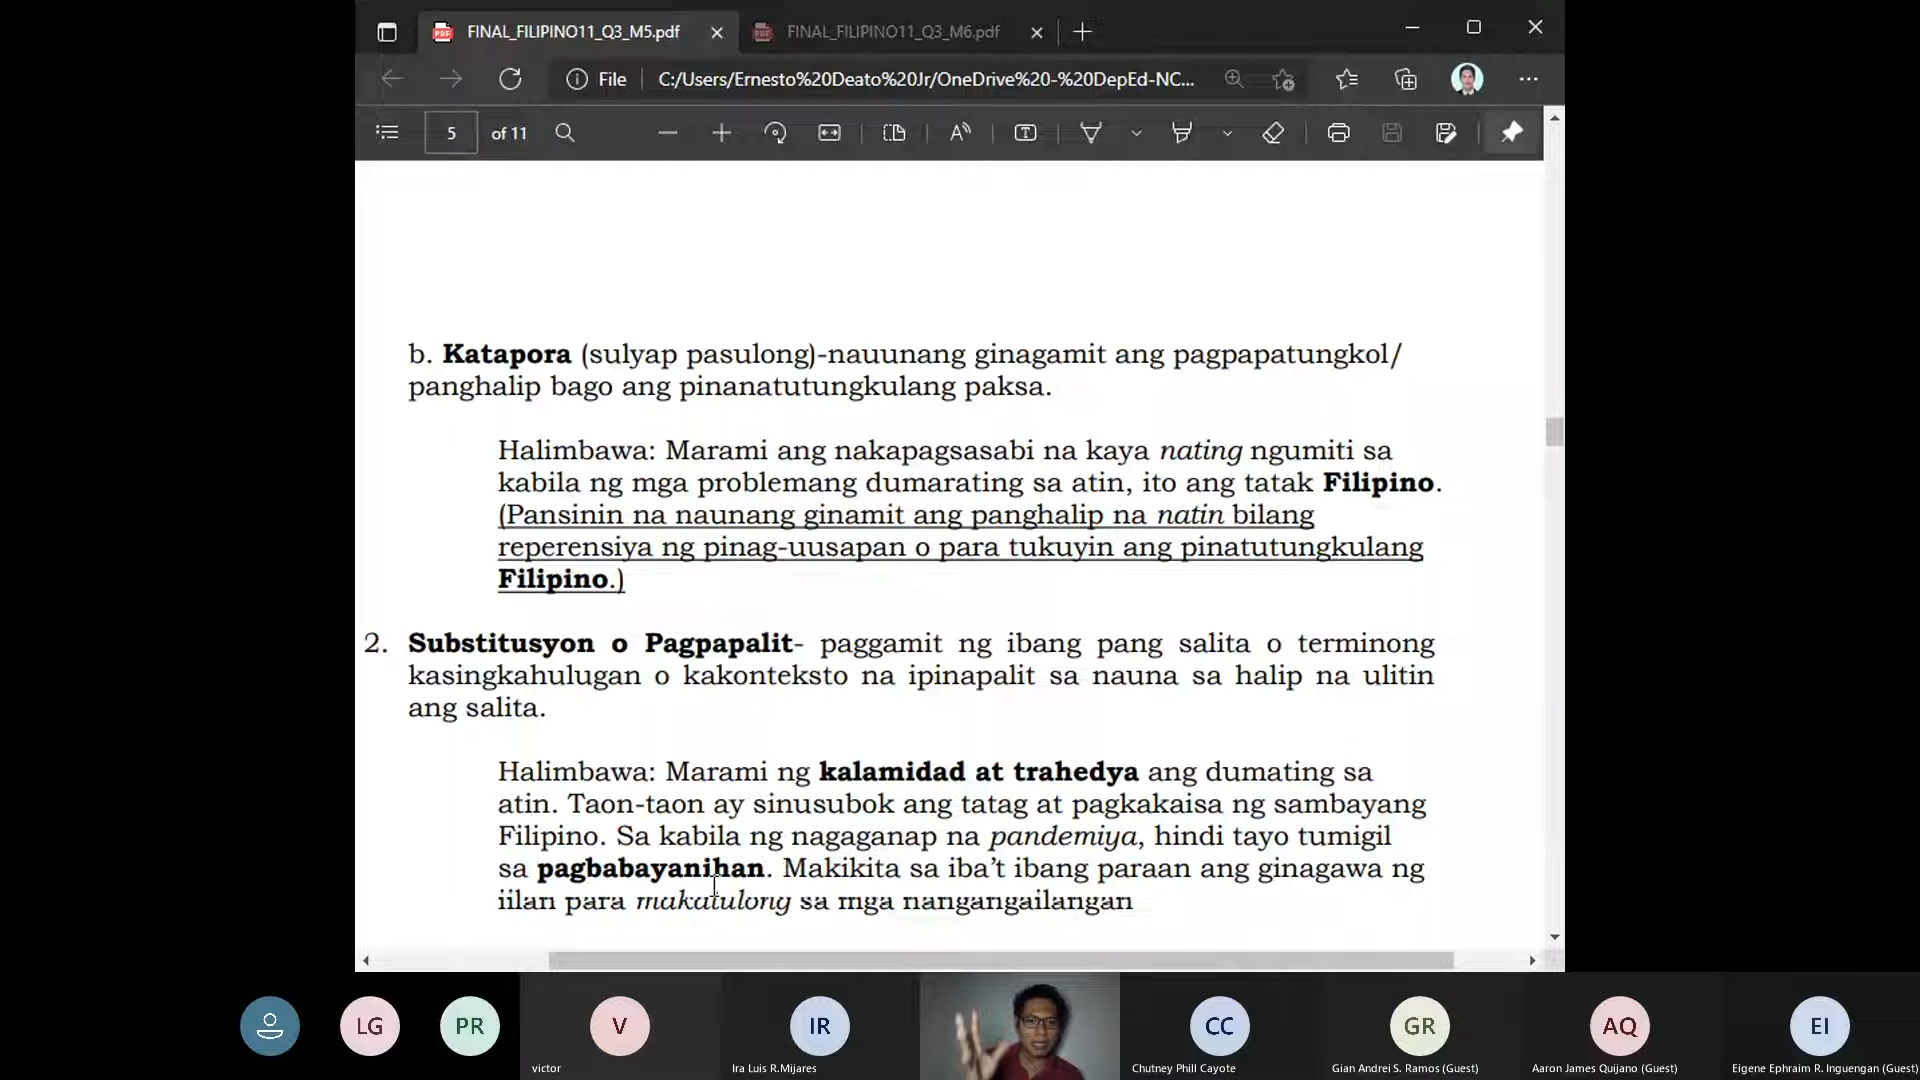 FINAL_FILIPINO11_Q3_M5.pdf
FINAL_FILIPINO11_Q3_M6.pdf
File
C:/Users/Ernesto%20Deato%20Jr/OneDrive%20-%20DepEd-NC...
5 of 11
b. Katapora (sulyap pasulong)-nauunang ginagamit ang pagpapatungkol/
panghalip bago ang pinanatutungkulang paksa.
Halimbawa: Marami ang nakapagsasabi na kaya nating ngumiti sa
kabila ng mga problemang dumarating sa atin, ito ang tatak Filipino.
(Pansinin na naunang ginamit ang panghalip na natin bilang
reperensiya ng pinag-uusapan o para tukuyin ang pinatutungkulang
Filipino.)
2. Substitusyon o Pagpapalit- paggamit ng ibang pang salita o terminong
kasingkahulugan o kakonteksto na ipinapalit sa nauna sa halip na ulitin
ang salita.
Halimbawa: Marami ng kalamidad at trahedya ang dumating sa
atin. Taon-taon ay sinusubok ang tatag at pagkakaisa ng sambayang
Filipino. Sa kabila ng nagaganap na pandemiya, hindi tayo tumigil
sa pagbabayanihan. Makikita sa iba't ibang paraan ang ginagawa ng
iilan para makatulong sa mga nangangailangan
LG
PR
V
IR
CC
GR
AQ
EI
victor
Ira Luis R.Mijares
Chutney Phill Cayote
Gian Andrei S. Ramos (Guest)
Aaron James Quijano (Guest)
Eigene Ephraim R. Inguengan (Guest)